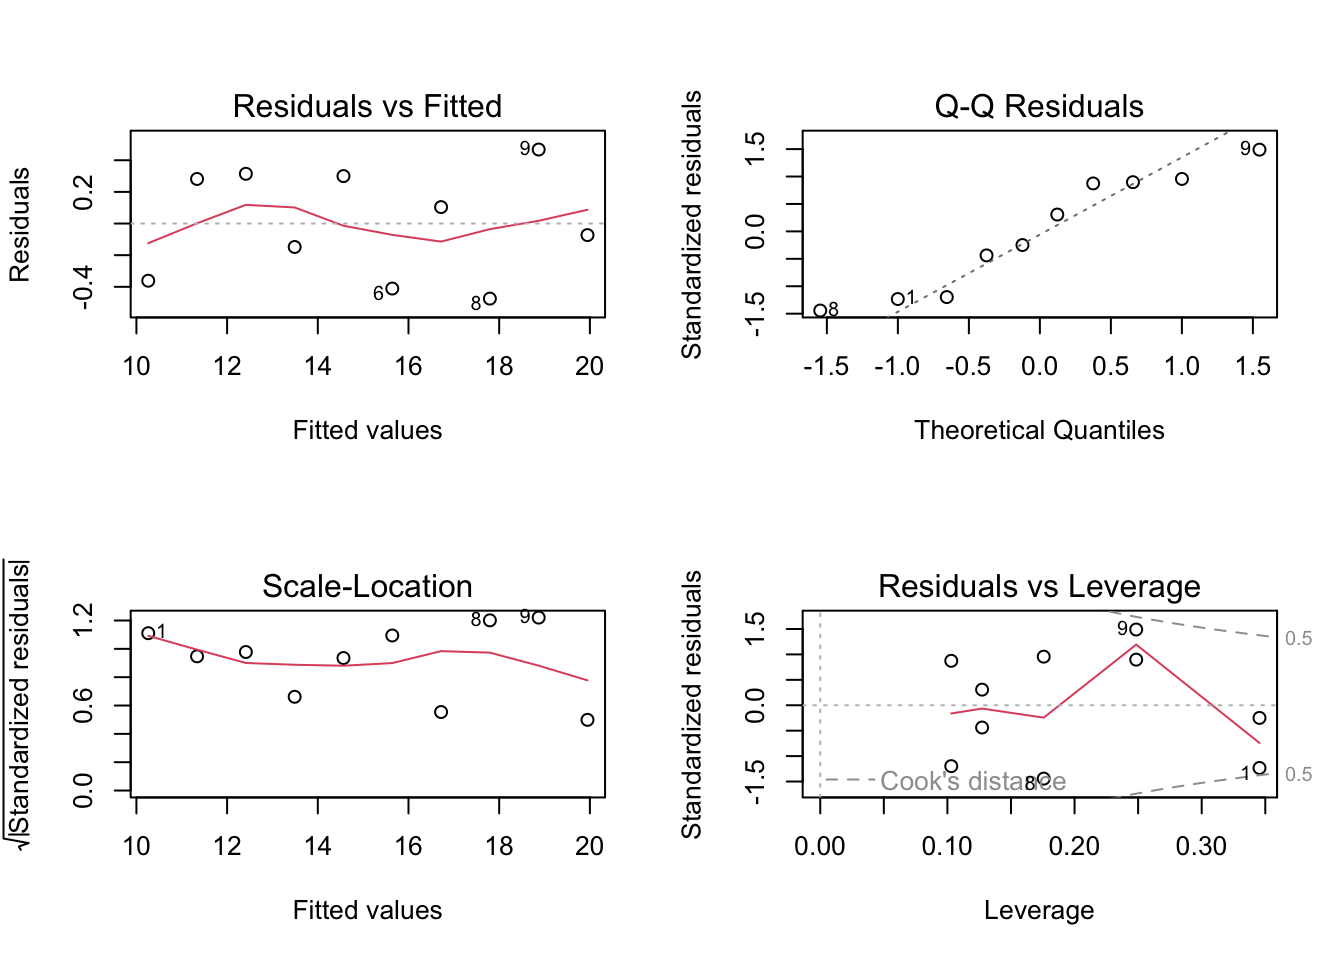 Residuals vs Fitted
Residuals
0.2
-0.4
9
6
8
10 12 14 16 18 20
Fitted values
Q-Q Residuals
Standardized residuals
1.5
0.0
-1.5
9
1
8
-1.5 -1.0 -0.5 0.0 0.5 1.0 1.5
Theoretical Quantiles
Scale-Location
√|Standardized residuals|
1.2
0.6
0.0
1
8
9
10 12 14 16 18 20
Fitted values
Residuals vs Leverage
Standardized residuals
1.5
0.0
-1.5
9
0.5
0.5
1
8
Cook's distance
0.00 0.10 0.20 0.30
Leverage